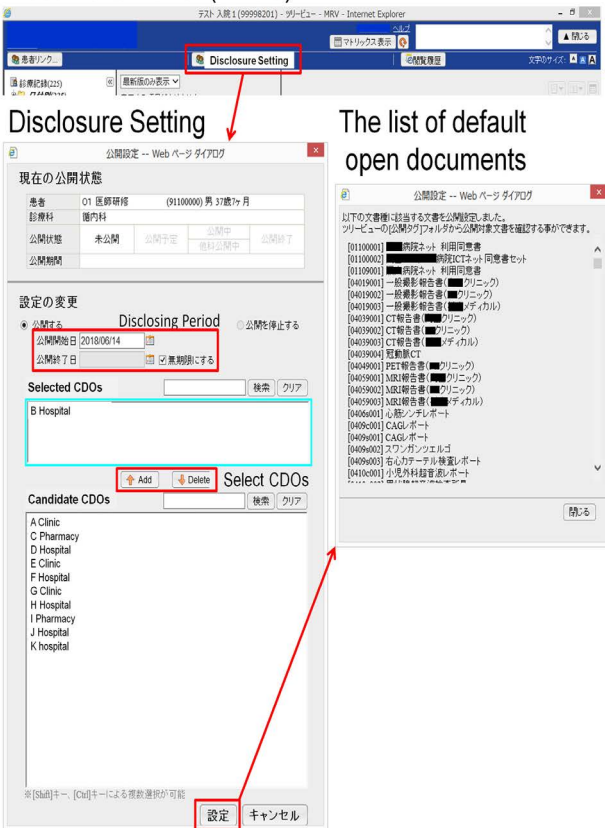 テスト 入院1(99998201) - ツリービュー - MRV - Internet Explorer
ヘルプ
マトリックス表示
▲ 閉じる
患者リンク...
Disclosure Setting
閲覧履歴
文字のサイズ: A A A
診療記録(225)
最新版のみ表示
Disclosure Setting
The list of default
open documents
公開設定 -- Web ページ ダイアログ
現在の公開状態
患者 01 医師研修 (91100000) 男 37歳7ヶ月
診療科 循内科
公開状態 未公開 公開予定 公開中 他科公開中 公開終了
公開期間
設定の変更
公開する Disclosing Period 公開を停止する
公開開始日 2018/06/14
公開終了日 無期限にする
Selected CDOs 検索 クリア
B Hospital
Add Delete Select CDOs
Candidate CDOs 検索 クリア
A Clinic
C Pharmacy
D Hospital
E Clinic
F Hospital
G Clinic
H Hospital
I Pharmacy
J Hospital
K hospital
※[Shift]キー、[Ctrl]キーによる複数選択が可能
設定 キャンセル
公開設定 -- Web ページ ダイアログ
以下の文書種に該当する文書を公開設定しました。
ツリービューの[公開タグ]フォルダから公開対象文書を確認する事ができます。
[01100001] 病院ネット 利用同意書
[01100002] 病院ICTネット同意書セット
[01109001] 病院ネット 利用同意書
[04019001] 一般撮影報告書( クリニック)
[04019002] 一般撮影報告書( クリニック)
[04019003] 一般撮影報告書( メディカル)
[04039001] CT報告書( クリニック)
[04039002] CT報告書( クリニック)
[04039003] CT報告書( メディカル)
[04039004] 冠動脈CT
[04049001] PET報告書( クリニック)
[04059001] MRI報告書( クリニック)
[04059002] MRI報告書( クリニック)
[04059003] MRI報告書( メディカル)
[0406s001] 心筋シンチレポート
[0409c001] CAGレポート
[0409s001] CAGレポート
[0409s002] スワンガンツエルゴ
[0409s003] 右心カテーテル検査レポート
[0410c001] 小児外科超音波レポート
閉じる